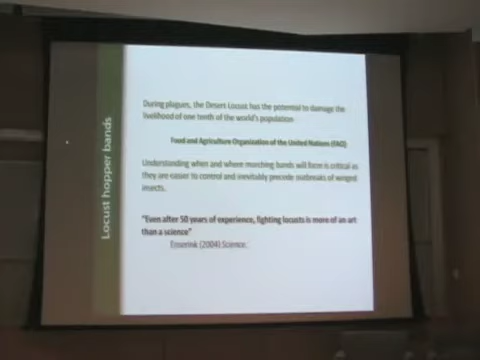 Locust hopper bands
During plagues, the Desert Locust has the potential to damage the
livelihood of one tenth of the world's population
Food and Agriculture Organization of the United Nations (FAO)
Understanding when and where marching bands will form is critical as
they are easier to control and inevitably precede outbreaks of winged
insects.
"Even after 50 years of experience, fighting locusts is more of an art
than a science"
Enserink (2004) Science.